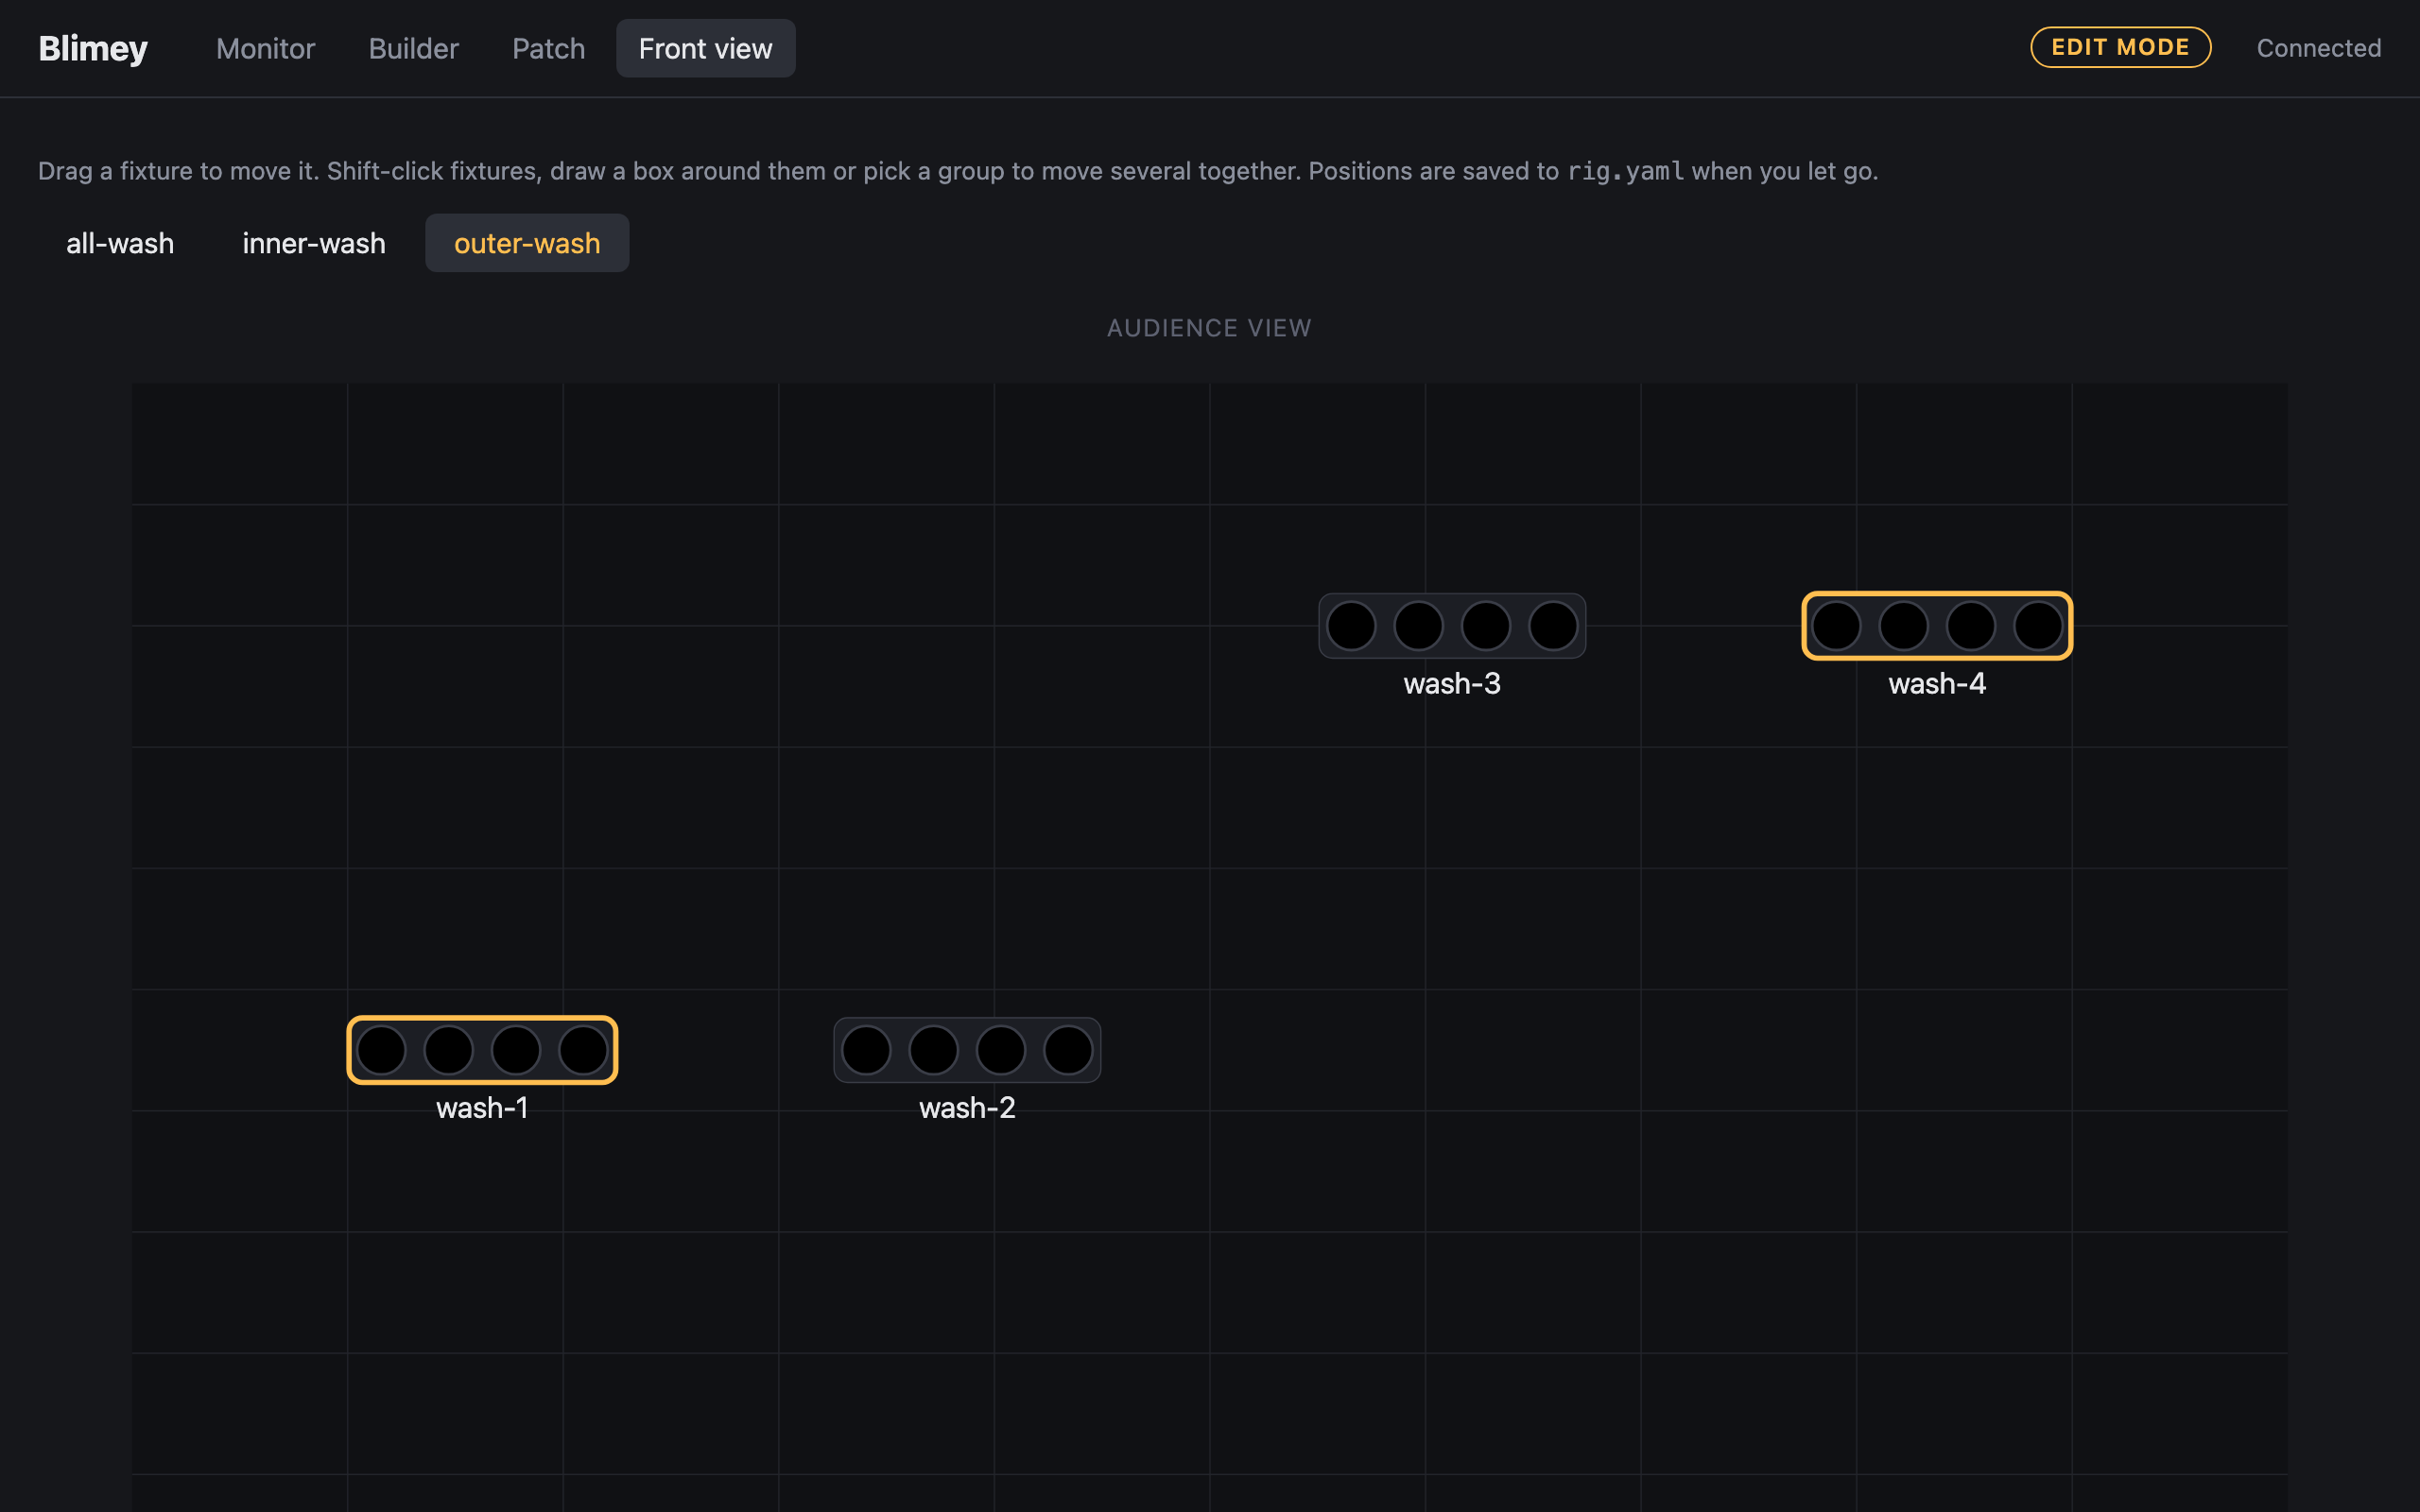 Blimey Monitor Builder Patch Front view EDIT MODE Connected
Drag a fixture to move it. Shift-click fixtures, draw a box around them or pick a group to move several together. Positions are saved to rig.yaml when you let go.
all-wash inner-wash outer-wash
AUDIENCE VIEW
wash-3 wash-4
wash-1 wash-2